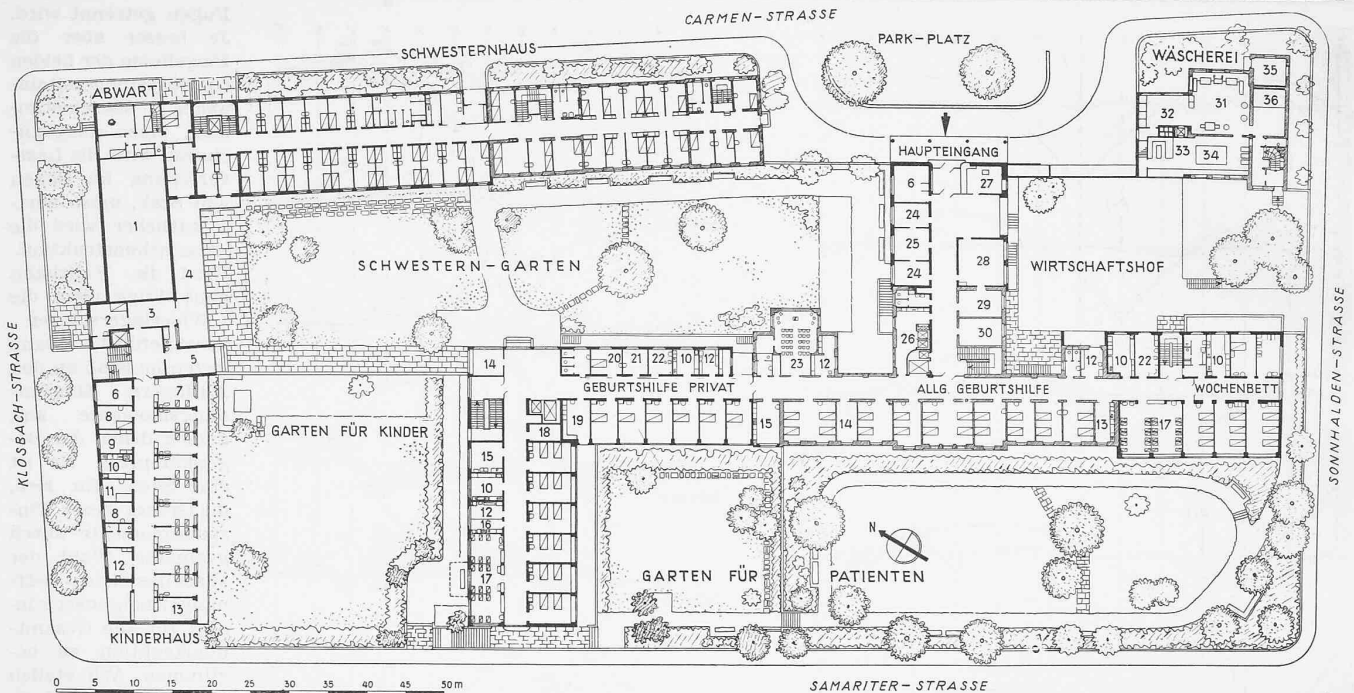 CARMEN-STRASSE
SCHWESTERNHAUS
PARK-PLATZ
WÄSCHEREI
ABWART
HAUPTEINGANG
35
31
36
32
33
34
6
27
24
25
24
28
29
30
26
1
4
3
2
5
SCHWESTERN-GARTEN
WIRTSCHAFTSHOF
KLOSBACH-STRASSE
SONNHALDEN-STRASSE
14
20
21
22
10
12
23
12
12
10
22
10
GEBURTSHILFE PRIVAT
ALLG. GEBURTSHILFE
WOCHENBETT
6
7
8
9
10
11
8
12
13
KINDERHAUS
GARTEN FÜR KINDER
18
19
15
14
13
17
15
10
12
16
17
GARTEN FÜR PATIENTEN
N
0 5 10 15 20 25 30 35 40 45 50 m
SAMARITER-STRASSE